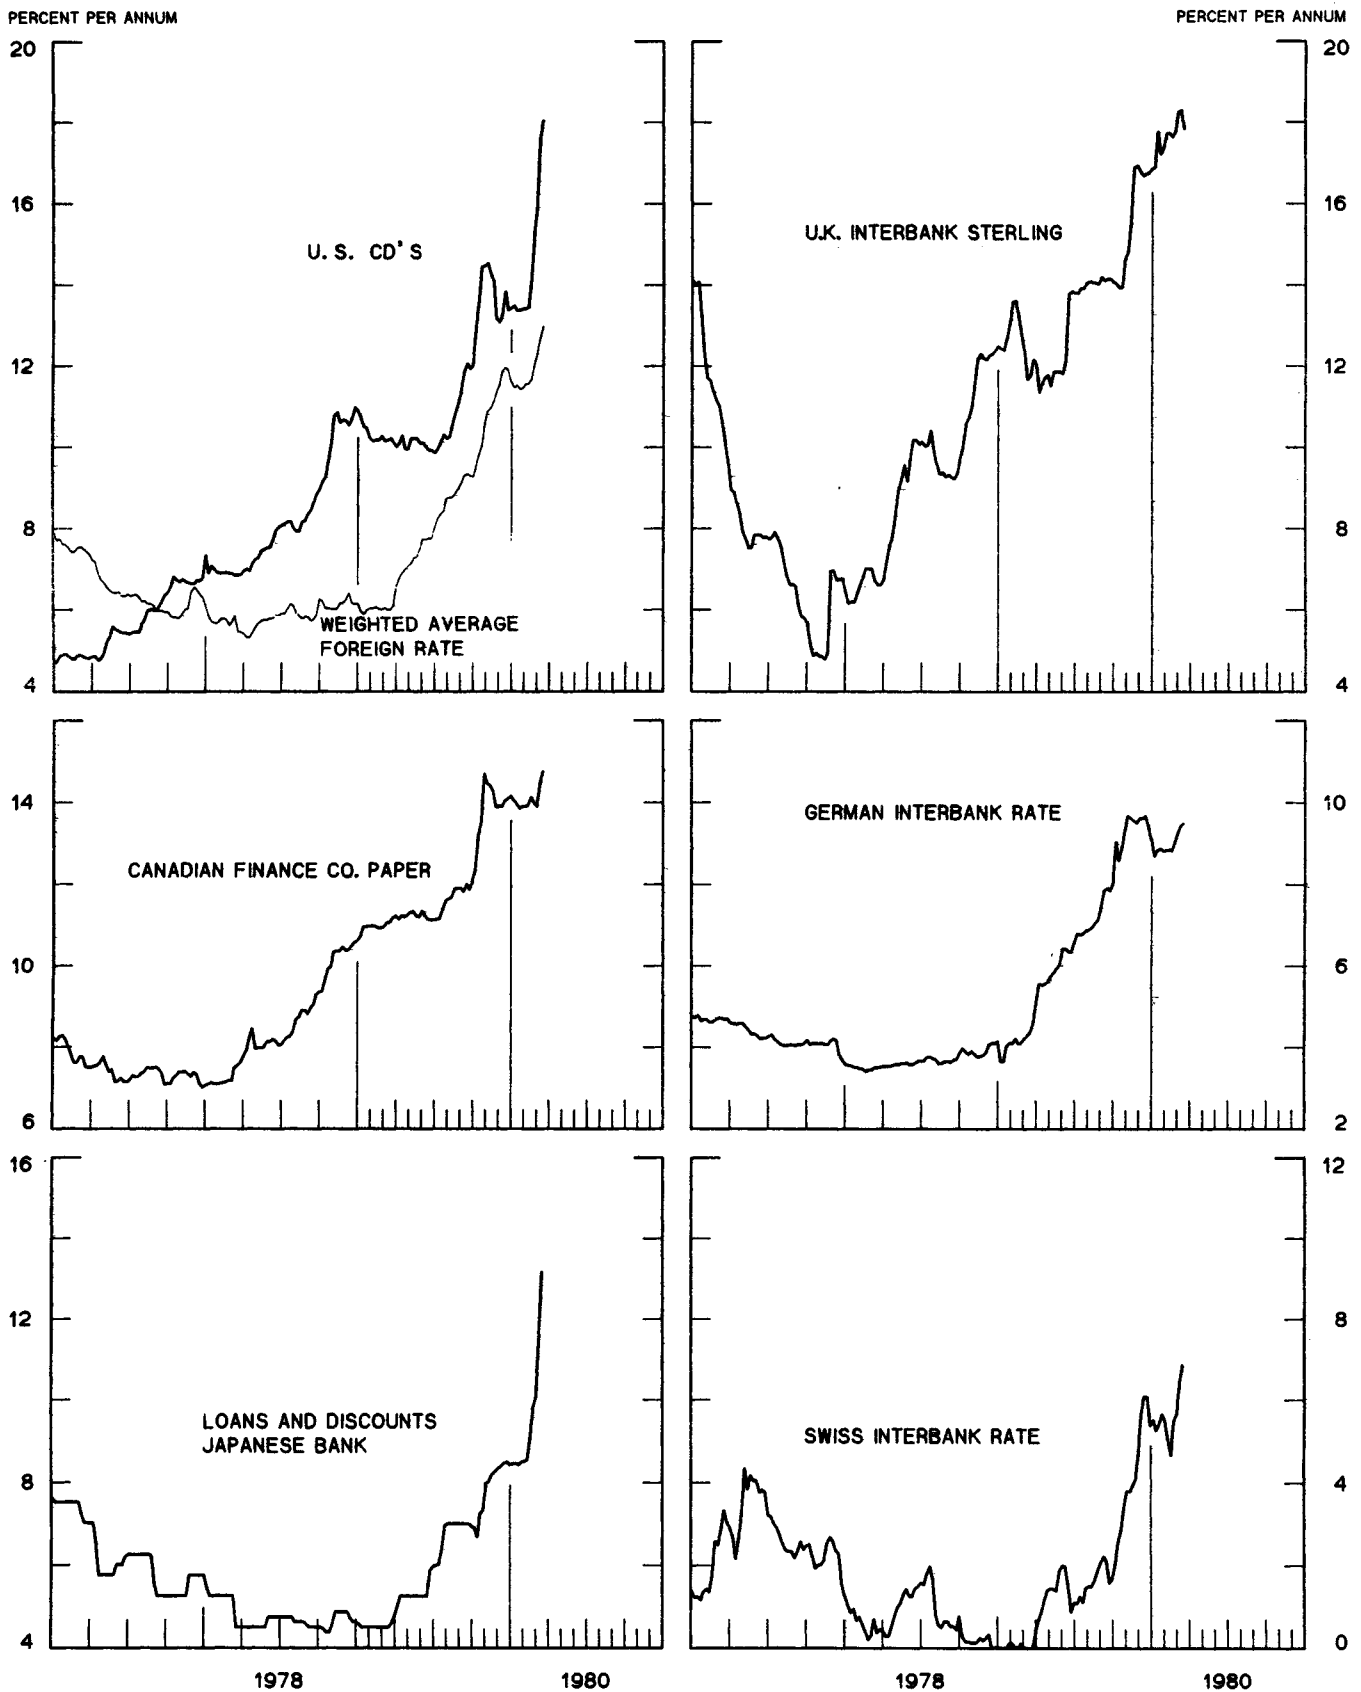 PERCENT PER ANNUM
PERCENT PER ANNUM
20
16
12
8
4
U.S. CD'S
WEIGHTED AVERAGE
FOREIGN RATE
U.K. INTERBANK STERLING
20
16
12
8
4
14
10
6
CANADIAN FINANCE CO. PAPER
GERMAN INTERBANK RATE
10
6
2
16
12
8
4
LOANS AND DISCOUNTS
JAPANESE BANK
SWISS INTERBANK RATE
12
8
4
0
1978
1980
1978
1980